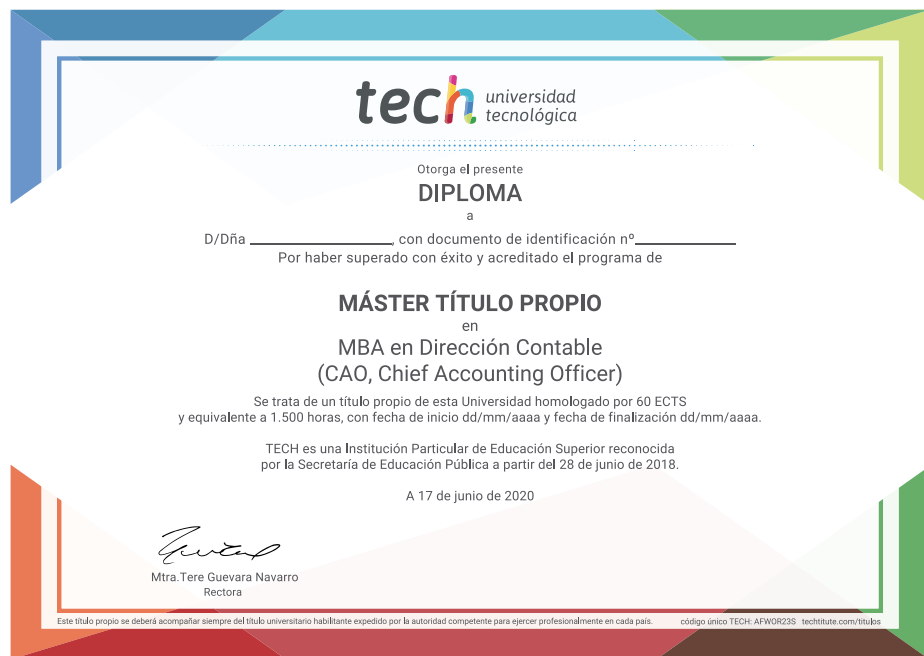 tech universidad
tecnológica
Otorga el presente
DIPLOMA
a
D/Dña ________________, con documento de identificación nº____________
Por haber superado con éxito y acreditado el programa de
MÁSTER TÍTULO PROPIO
en
MBA en Dirección Contable
(CAO, Chief Accounting Officer)
Se trata de un título propio de esta Universidad homologado por 60 ECTS
y equivalente a 1.500 horas, con fecha de inicio dd/mm/aaaa y fecha de finalización dd/mm/aaaa.
TECH es una Institución Particular de Educación Superior reconocida
por la Secretaría de Educación Pública a partir del 28 de junio de 2018.
A 17 de junio de 2020
Mtra.Tere Guevara Navarro
Rectora
Este título propio se deberá acompañar siempre del título universitario habilitante expedido por la autoridad competente para ejercer profesionalmente en cada país. código único TECH: AFWOR23S techtitute.com/titulos